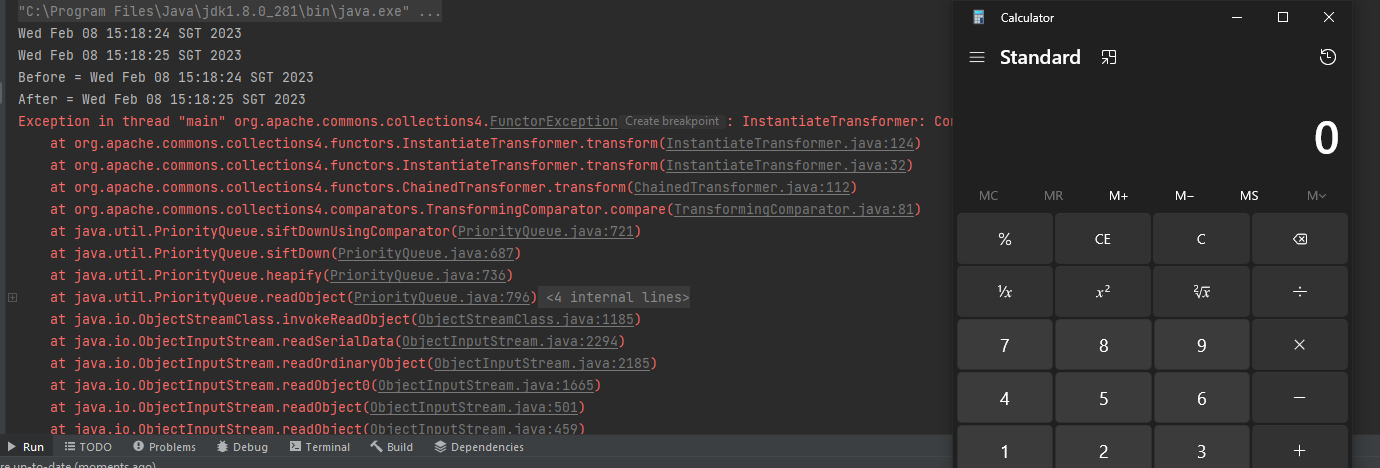 "C:\Program Files\Java\jdk1.8.0_281\bin\java.exe" ...
Wed Feb 08 15:18:24 SGT 2023
Wed Feb 08 15:18:25 SGT 2023
Before = Wed Feb 08 15:18:24 SGT 2023
After = Wed Feb 08 15:18:25 SGT 2023
Exception in thread "main" org.apache.commons.collections4.FunctorException Create breakpoint : InstantiateTransformer: Con
at org.apache.commons.collections4.functors.InstantiateTransformer.transform(InstantiateTransformer.java:124)
at org.apache.commons.collections4.functors.InstantiateTransformer.transform(InstantiateTransformer.java:32)
at org.apache.commons.collections4.functors.ChainedTransformer.transform(ChainedTransformer.java:112)
at org.apache.commons.collections4.comparators.TransformingComparator.compare(TransformingComparator.java:81)
at java.util.PriorityQueue.siftDownUsingComparator(PriorityQueue.java:721)
at java.util.PriorityQueue.siftDown(PriorityQueue.java:687)
at java.util.PriorityQueue.heapify(PriorityQueue.java:736)
at java.util.PriorityQueue.readObject(PriorityQueue.java:796) <4 internal lines>
at java.io.ObjectStreamClass.invokeReadObject(ObjectStreamClass.java:1185)
at java.io.ObjectInputStream.readSerialData(ObjectInputStream.java:2294)
at java.io.ObjectInputStream.readOrdinaryObject(ObjectInputStream.java:2185)
at java.io.ObjectInputStream.readObject0(ObjectInputStream.java:1665)
at java.io.ObjectInputStream.readObject(ObjectInputStream.java:501)
at java.io.ObjectInputStream.readObject(ObjectInputStream.java:459)
Run TODO Problems Debug Terminal Build Dependencies
re up-to-date (moments ago)
Calculator
Standard
0
MC MR M+ M− MS M˅
% CE C
⅟x x² ²√x ÷
7 8 9 ×
4 5 6 −
1 2 3 +